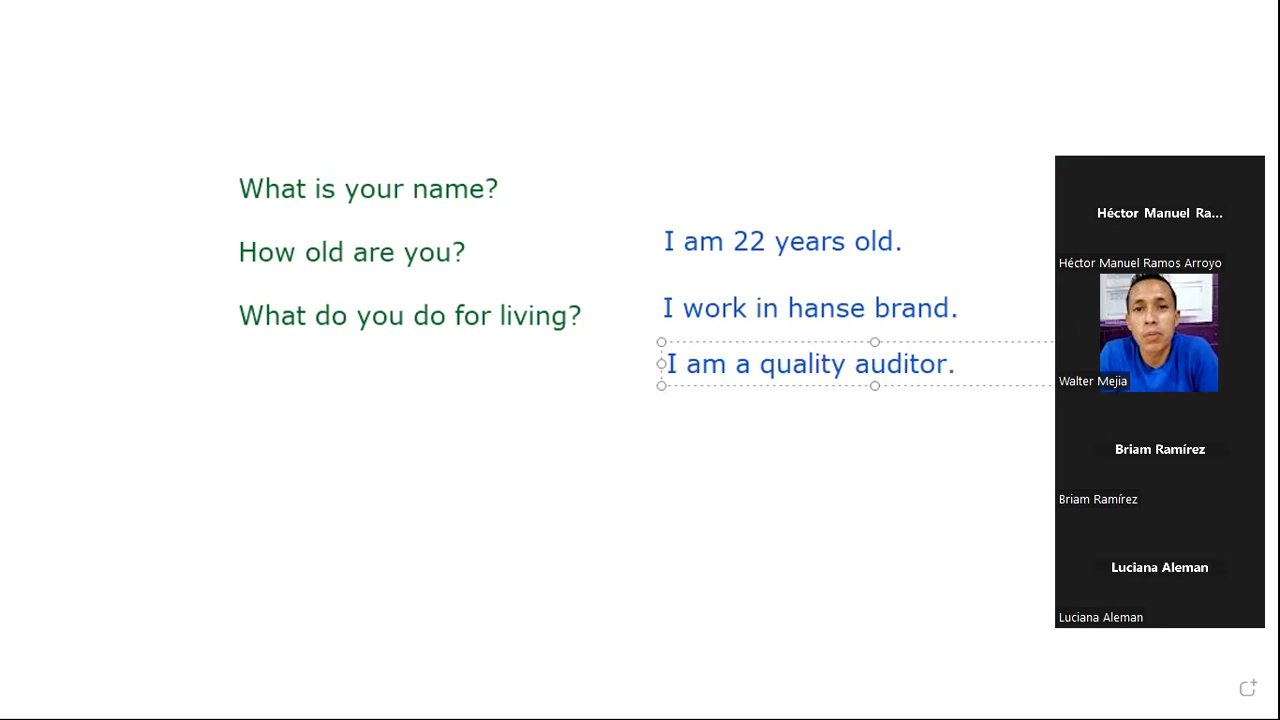 What is your name?
How old are you?
What do you do for living?
I am 22 years old.
I work in hanse brand.
I am a quality auditor.
Héctor Manuel Ra...
Héctor Manuel Ramos Arroyo
Walter Mejia
Briam Ramírez
Briam Ramírez
Luciana Aleman
Luciana Aleman